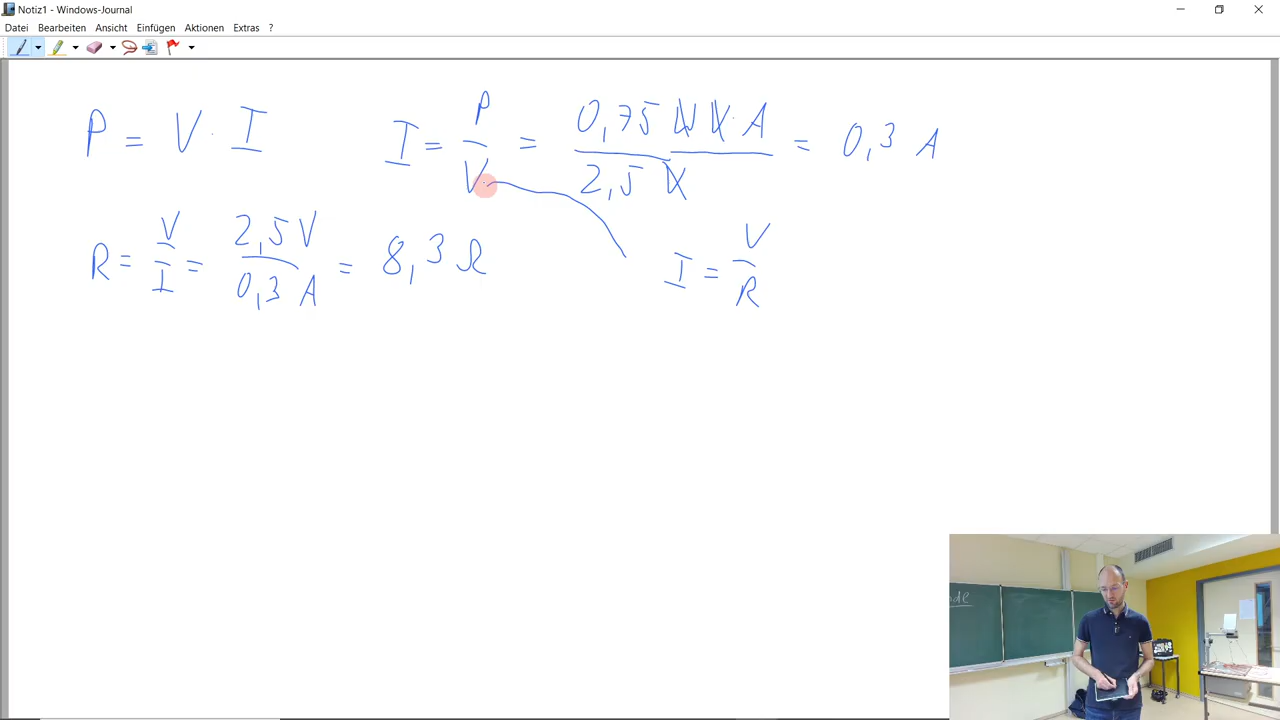 Notiz1 - Windows-Journal
Datei Bearbeiten Ansicht Einfügen Aktionen Extras ?
P = V · I
I = P/V = 0,75 W V · A / 2,5 V = 0,3 A
R = V/I = 2,5 V / 0,3 A = 8,3 Ω
I = V/R